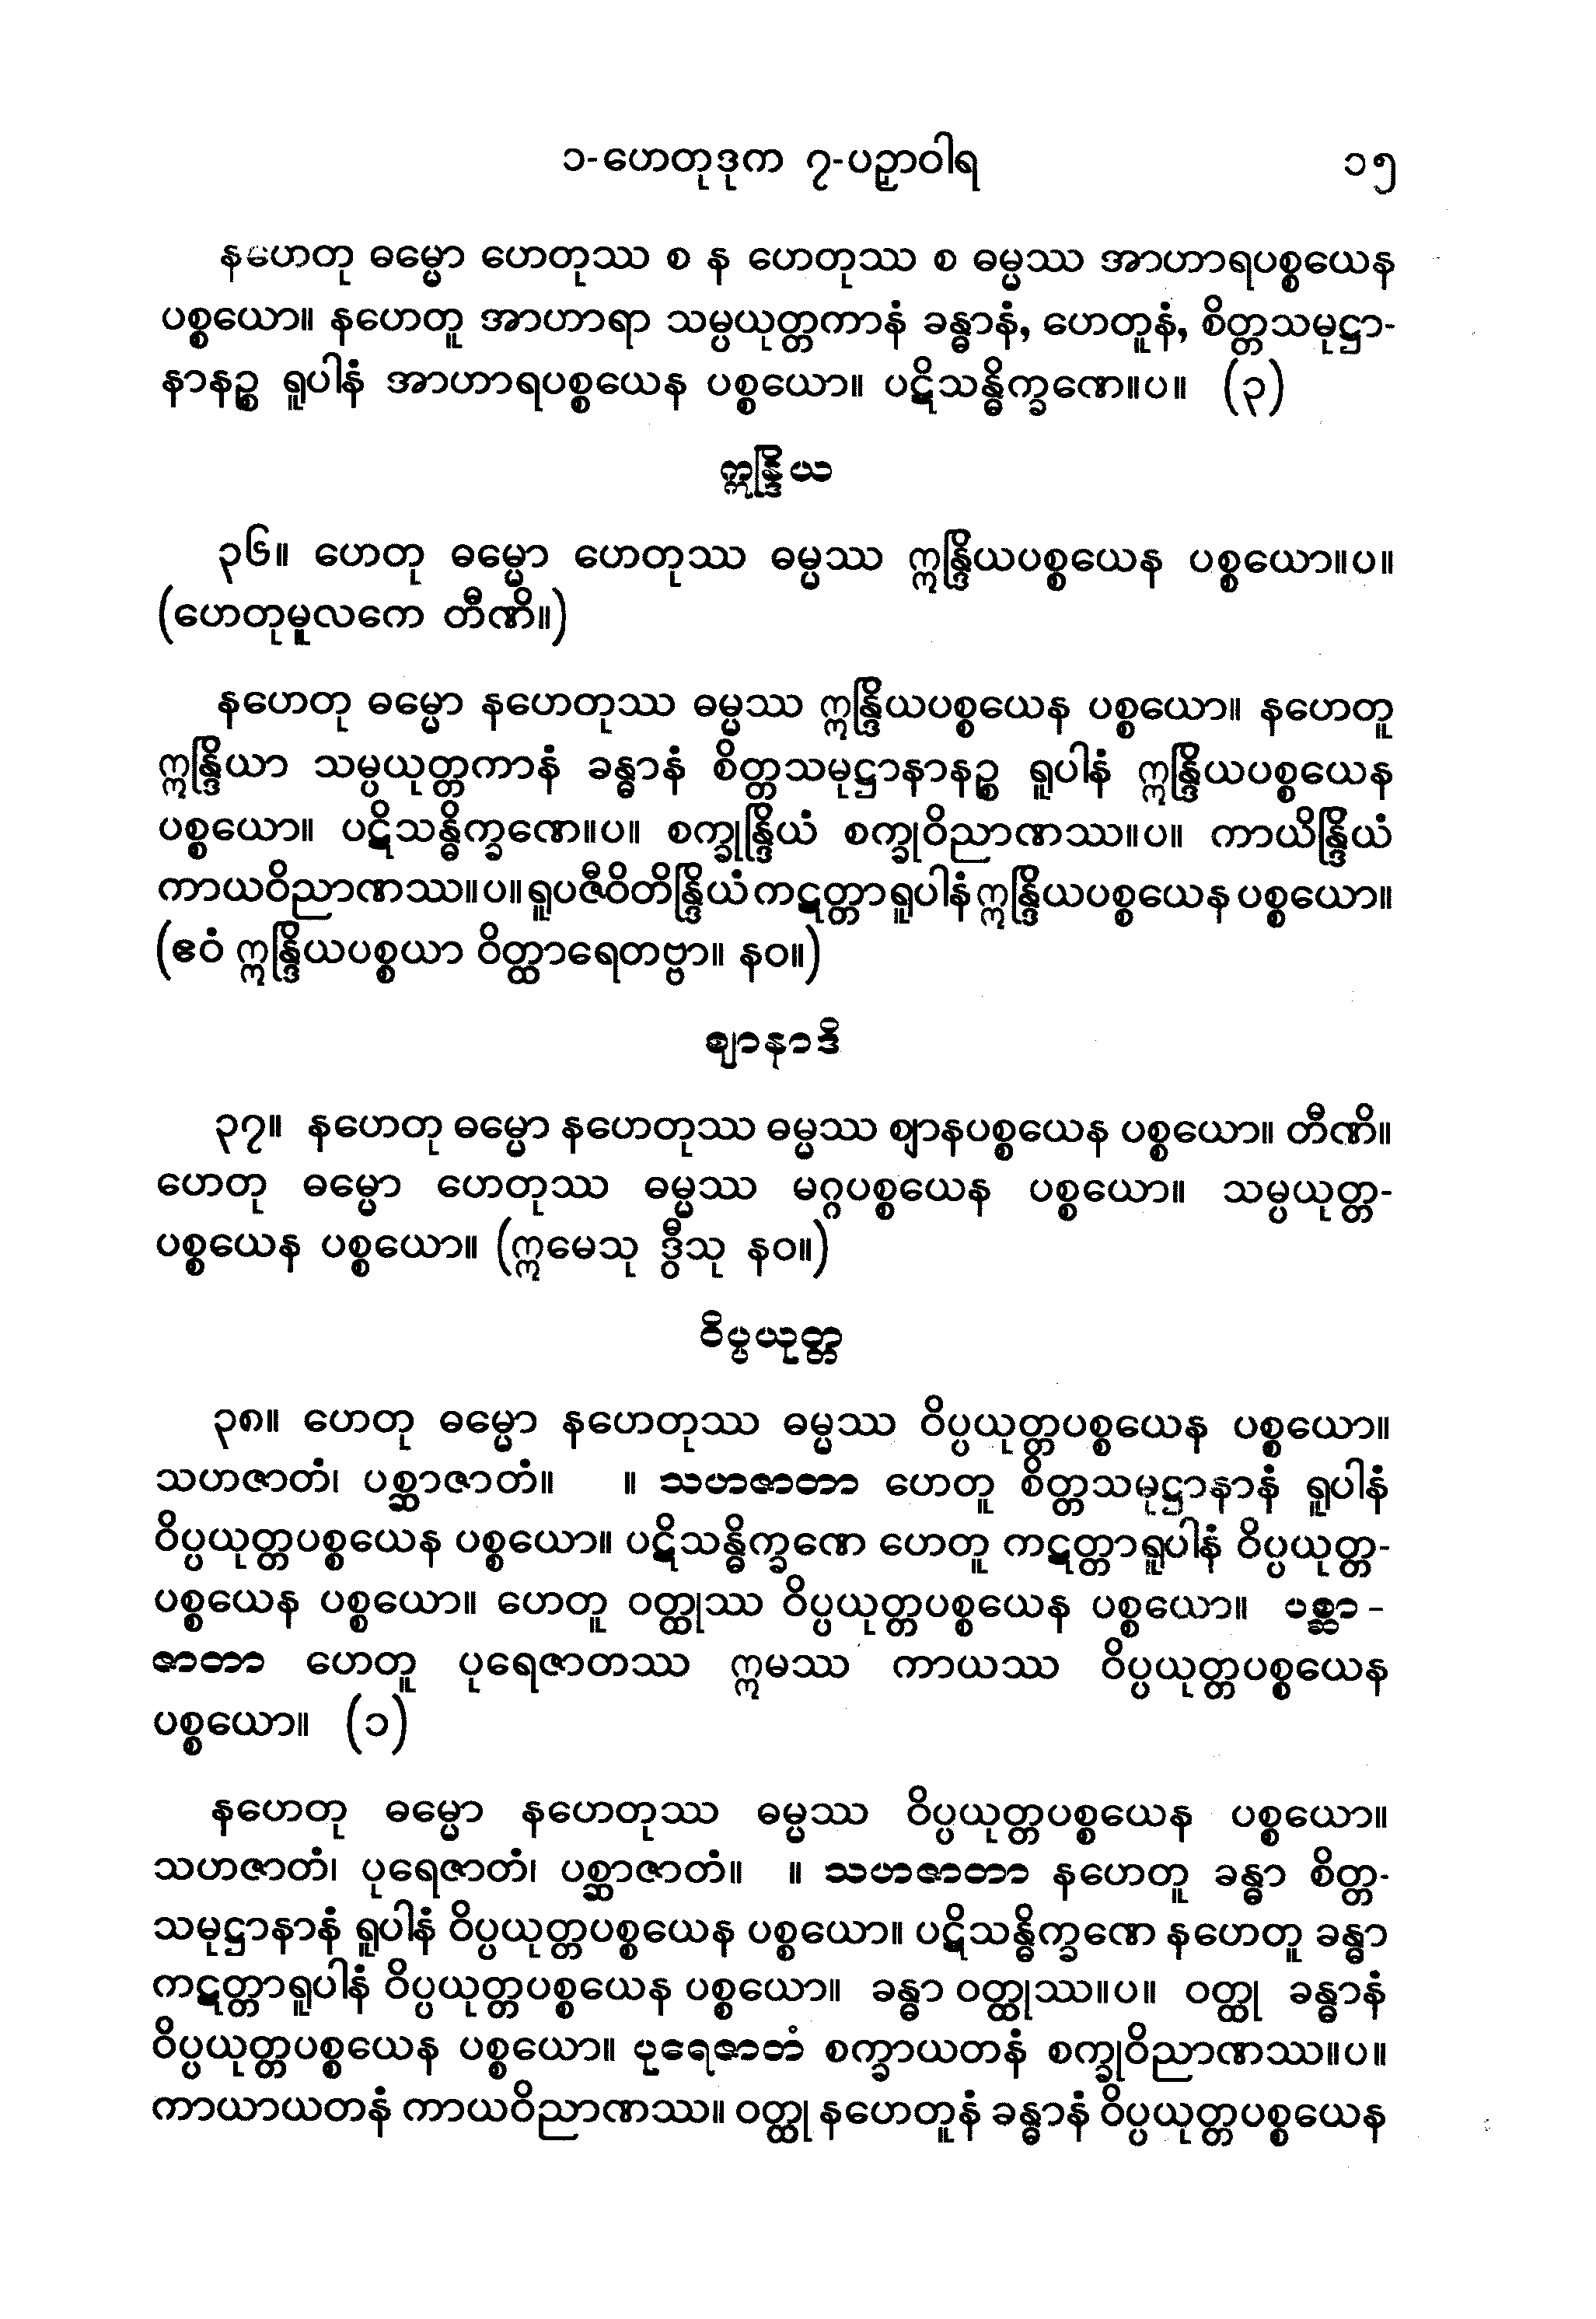 ၁-ဟေတုဒုက ၇-ပဉှာဝါရ ၁၅
နဟေတု ဓမ္မော ဟေတုဿ စ န ဟေတုဿ စ ဓမ္မဿ အာဟာရပစ္စယေန
ပစ္စယော။ နဟေတူ အာဟာရာ သမ္ပယုတ္တကာနံ ခန္ဓာနံ, ဟေတူနံ, စိတ္တသမုဋ္ဌာ-
နာနဉ္စ ရူပါနံ အာဟာရပစ္စယေန ပစ္စယော။ ပဋိသန္ဓိက္ခဏေ။ပ။ (၃)
ဣန္ဒြိယ
၃၆။ ဟေတု ဓမ္မော ဟေတုဿ ဓမ္မဿ ဣန္ဒြိယပစ္စယေန ပစ္စယော။ပ။
(ဟေတုမူလကေ တီဏိ။)
နဟေတု ဓမ္မော နဟေတုဿ ဓမ္မဿ ဣန္ဒြိယပစ္စယေန ပစ္စယော။ နဟေတူ
ဣန္ဒြိယာ သမ္ပယုတ္တကာနံ ခန္ဓာနံ စိတ္တသမုဋ္ဌာနာနဉ္စ ရူပါနံ ဣန္ဒြိယပစ္စယေန
ပစ္စယော။ ပဋိသန္ဓိက္ခဏေ။ပ။ စက္ခုန္ဒြိယံ စက္ခုဝိညာဏဿ။ပ။ ကာယိန္ဒြိယံ
ကာယဝိညာဏဿ။ပ။ ရူပဇီဝိတိန္ဒြိယံ ကဋတ္တာရူပါနံ ဣန္ဒြိယပစ္စယေန ပစ္စယော။
(ဧဝံ ဣန္ဒြိယပစ္စယာ ဝိတ္ထာရေတဗ္ဗာ။ နဝ။)
ဈာနာဒိ
၃၇။ နဟေတု ဓမ္မော နဟေတုဿ ဓမ္မဿ ဈာနပစ္စယေန ပစ္စယော။ တီဏိ။
ဟေတု ဓမ္မော ဟေတုဿ ဓမ္မဿ မဂ္ဂပစ္စယေန ပစ္စယော။ သမ္ပယုတ္တ-
ပစ္စယေန ပစ္စယော။ (ဣမေသု ဒွီသု နဝ။)
ဝိပ္ပယုတ္တ
၃၈။ ဟေတု ဓမ္မော နဟေတုဿ ဓမ္မဿ ဝိပ္ပယုတ္တပစ္စယေန ပစ္စယော။
သဟဇာတံ၊ ပစ္ဆာဇာတံ။ ။ သဟဇာတာ ဟေတူ စိတ္တသမုဋ္ဌာနာနံ ရူပါနံ
ဝိပ္ပယုတ္တပစ္စယေန ပစ္စယော။ ပဋိသန္ဓိက္ခဏေ ဟေတူ ကဋတ္တာရူပါနံ ဝိပ္ပယုတ္တ-
ပစ္စယေန ပစ္စယော။ ဟေတူ ဝတ္ထုဿ ဝိပ္ပယုတ္တပစ္စယေန ပစ္စယော။ ပစ္ဆာ-
ဇာတာ ဟေတူ ပုရေဇာတဿ ဣမဿ ကာယဿ ဝိပ္ပယုတ္တပစ္စယေန
ပစ္စယော။ (၁)
နဟေတု ဓမ္မော နဟေတုဿ ဓမ္မဿ ဝိပ္ပယုတ္တပစ္စယေန ပစ္စယော။
သဟဇာတံ၊ ပုရေဇာတံ၊ ပစ္ဆာဇာတံ။ ။ သဟဇာတာ နဟေတူ ခန္ဓာ စိတ္တ-
သမုဋ္ဌာနာနံ ရူပါနံ ဝိပ္ပယုတ္တပစ္စယေန ပစ္စယော။ ပဋိသန္ဓိက္ခဏေ နဟေတူ ခန္ဓာ
ကဋတ္တာရူပါနံ ဝိပ္ပယုတ္တပစ္စယေန ပစ္စယော။ ခန္ဓာ ဝတ္ထုဿ။ပ။ ဝတ္ထု ခန္ဓာနံ
ဝိပ္ပယုတ္တပစ္စယေန ပစ္စယော။ ပုရေဇာတံ စက္ခာယတနံ စက္ခုဝိညာဏဿ။ပ။
ကာယာယတနံ ကာယဝိညာဏဿ။ ဝတ္ထု နဟေတူနံ ခန္ဓာနံ ဝိပ္ပယုတ္တပစ္စယေန